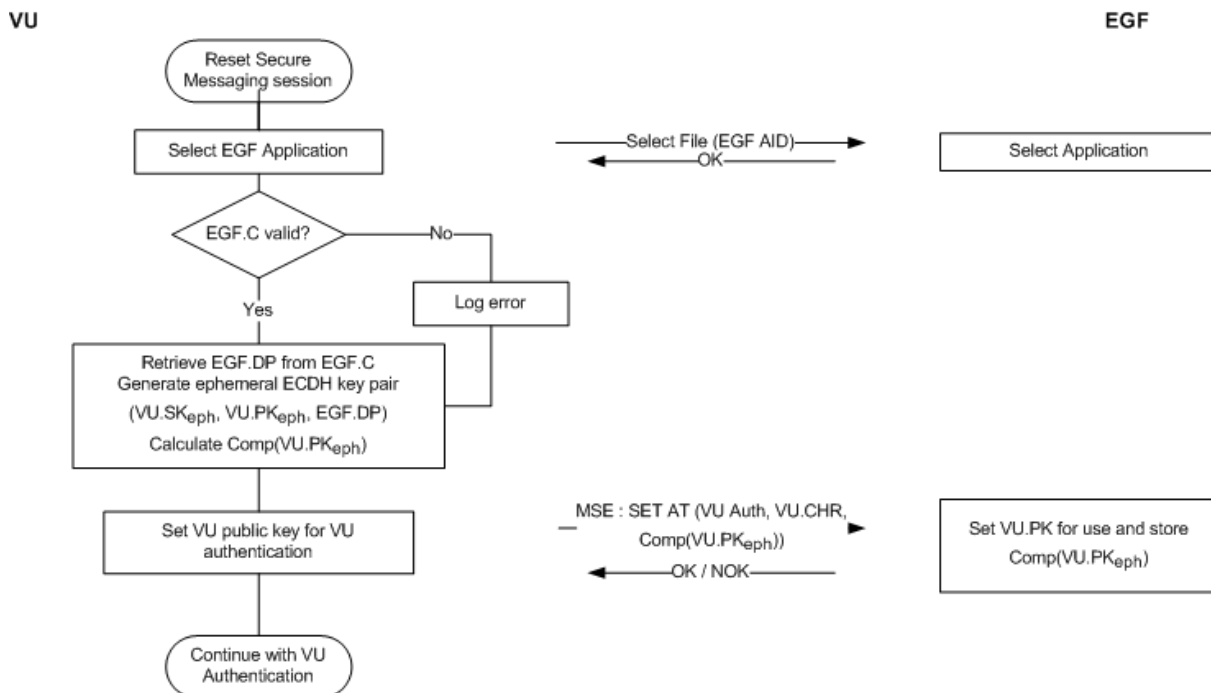 VU
EGF
Reset Secure
Messaging session
Select EGF Application
Select File (EGF AID)
OK
Select Application
EGF.C valid?
No
Log error
Yes
Retrieve EGF.DP from EGF.C
Generate ephemeral ECDH key pair
(VU.SKeph, VU.PKeph, EGF.DP)
Calculate Comp(VU.PKeph)
Set VU public key for VU
authentication
MSE : SET AT (VU Auth, VU.CHR,
Comp(VU.PKeph))
OK / NOK
Set VU.PK for use and store
Comp(VU.PKeph)
Continue with VU
Authentication